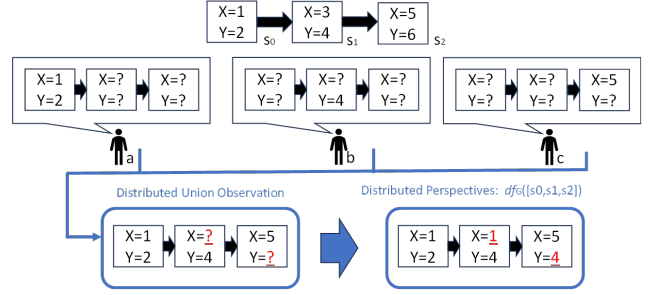 X=1 X=3 X=5
Y=2 Y=4 Y=6
s0 s1 s2
X=1 X=? X=?
Y=2 Y=? Y=?
X=? X=? X=?
Y=? Y=4 Y=?
X=? X=? X=5
Y=? Y=? Y=?
a b c
Distributed Union Observation
Distributed Perspectives: dfG([s0,s1,s2])
X=1 X=? X=5
Y=2 Y=4 Y=?
X=1 X=1 X=5
Y=2 Y=4 Y=4